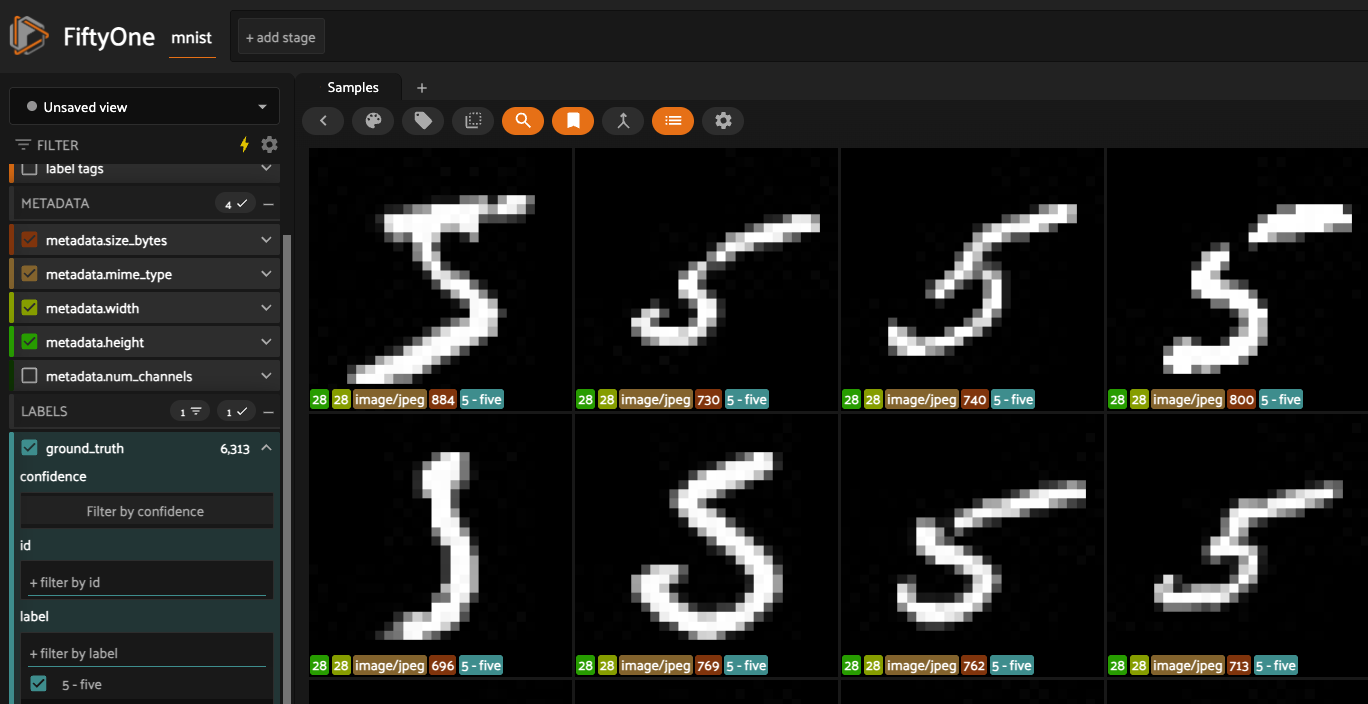 FiftyOne mnist + add stage
Samples +
Unsaved view
FILTER
label tags
METADATA 4
metadata.size_bytes
metadata.mime_type
metadata.width
metadata.height
metadata.num_channels
LABELS 1 1
ground_truth 6,313
confidence
Filter by confidence
id
+ filter by id
label
+ filter by label
5 - five
28 28 image/jpeg 884 5 - five
28 28 image/jpeg 730 5 - five
28 28 image/jpeg 740 5 - five
28 28 image/jpeg 800 5 - five
28 28 image/jpeg 696 5 - five
28 28 image/jpeg 769 5 - five
28 28 image/jpeg 762 5 - five
28 28 image/jpeg 713 5 - five